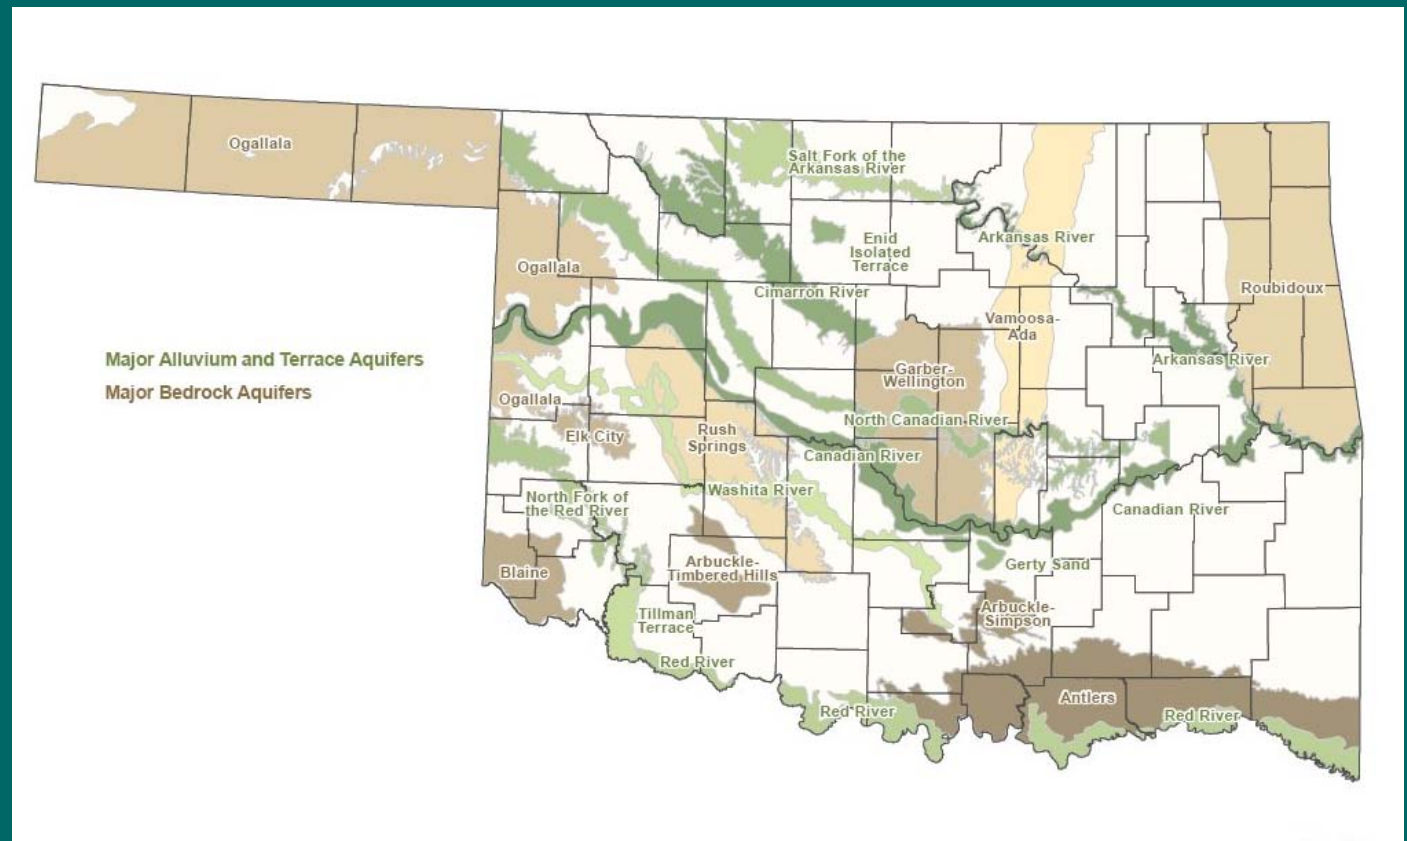 Ogallala
Salt Fork of the
Arkansas River
Arkansas River
Enid
Isolated
Terrace
Ogallala
Cimarron River
Roubidoux
Vamoosa-
Ada
Major Alluvium and Terrace Aquifers
Arkansas River
Garber-
Wellington
Major Bedrock Aquifers
Ogallala
North Canadian River
Elk City
Rush
Springs
Canadian River
Washita River
North Fork of
the Red River
Canadian River
Gerty Sand
Blaine
Arbuckle-
Timbered Hills
Arbuckle-
Simpson
Tillman
Terrace
Red River
Antlers
Red River
Red River